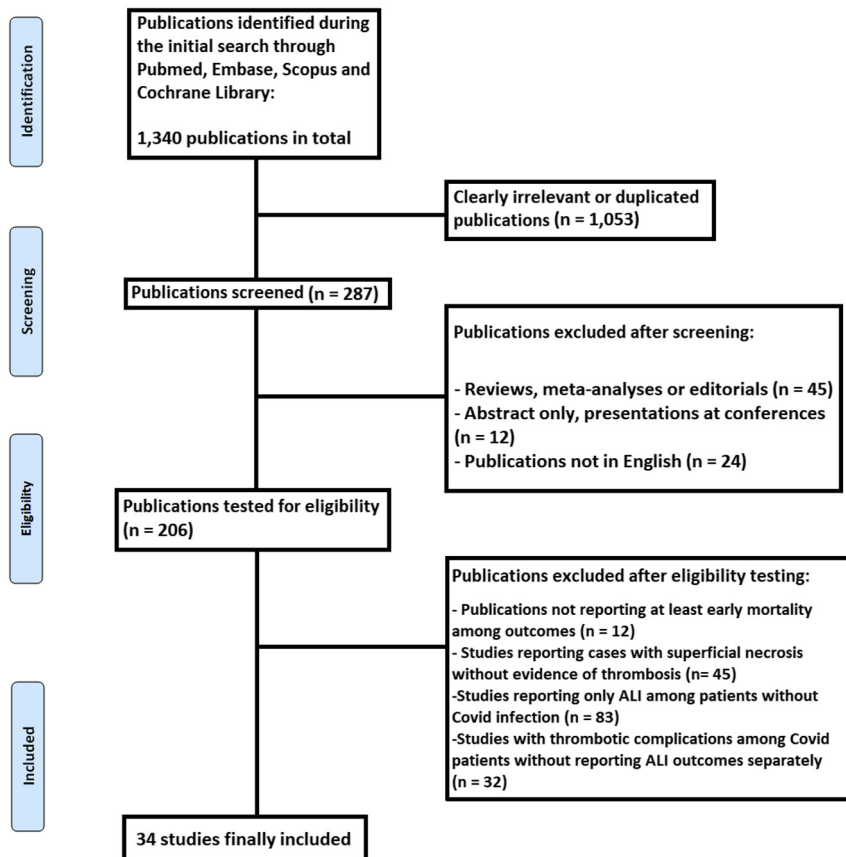 Identification
Publications identified during
the initial search through
Pubmed, Embase, Scopus and
Cochrane Library:
1,340 publications in total
Clearly irrelevant or duplicated
publications (n = 1,053)
Screening
Publications screened (n = 287)
Publications excluded after screening:
- Reviews, meta-analyses or editorials (n = 45)
- Abstract only, presentations at conferences
(n = 12)
- Publications not in English (n = 24)
Eligibility
Publications tested for eligibility
(n = 206)
Publications excluded after eligibility testing:
- Publications not reporting at least early mortality
among outcomes (n = 12)
- Studies reporting cases with superficial necrosis
without evidence of thrombosis (n= 45)
-Studies reporting only ALI among patients without
Covid infection (n = 83)
-Studies with thrombotic complications among Covid
patients without reporting ALI outcomes separately
(n = 32)
Included
34 studies finally included